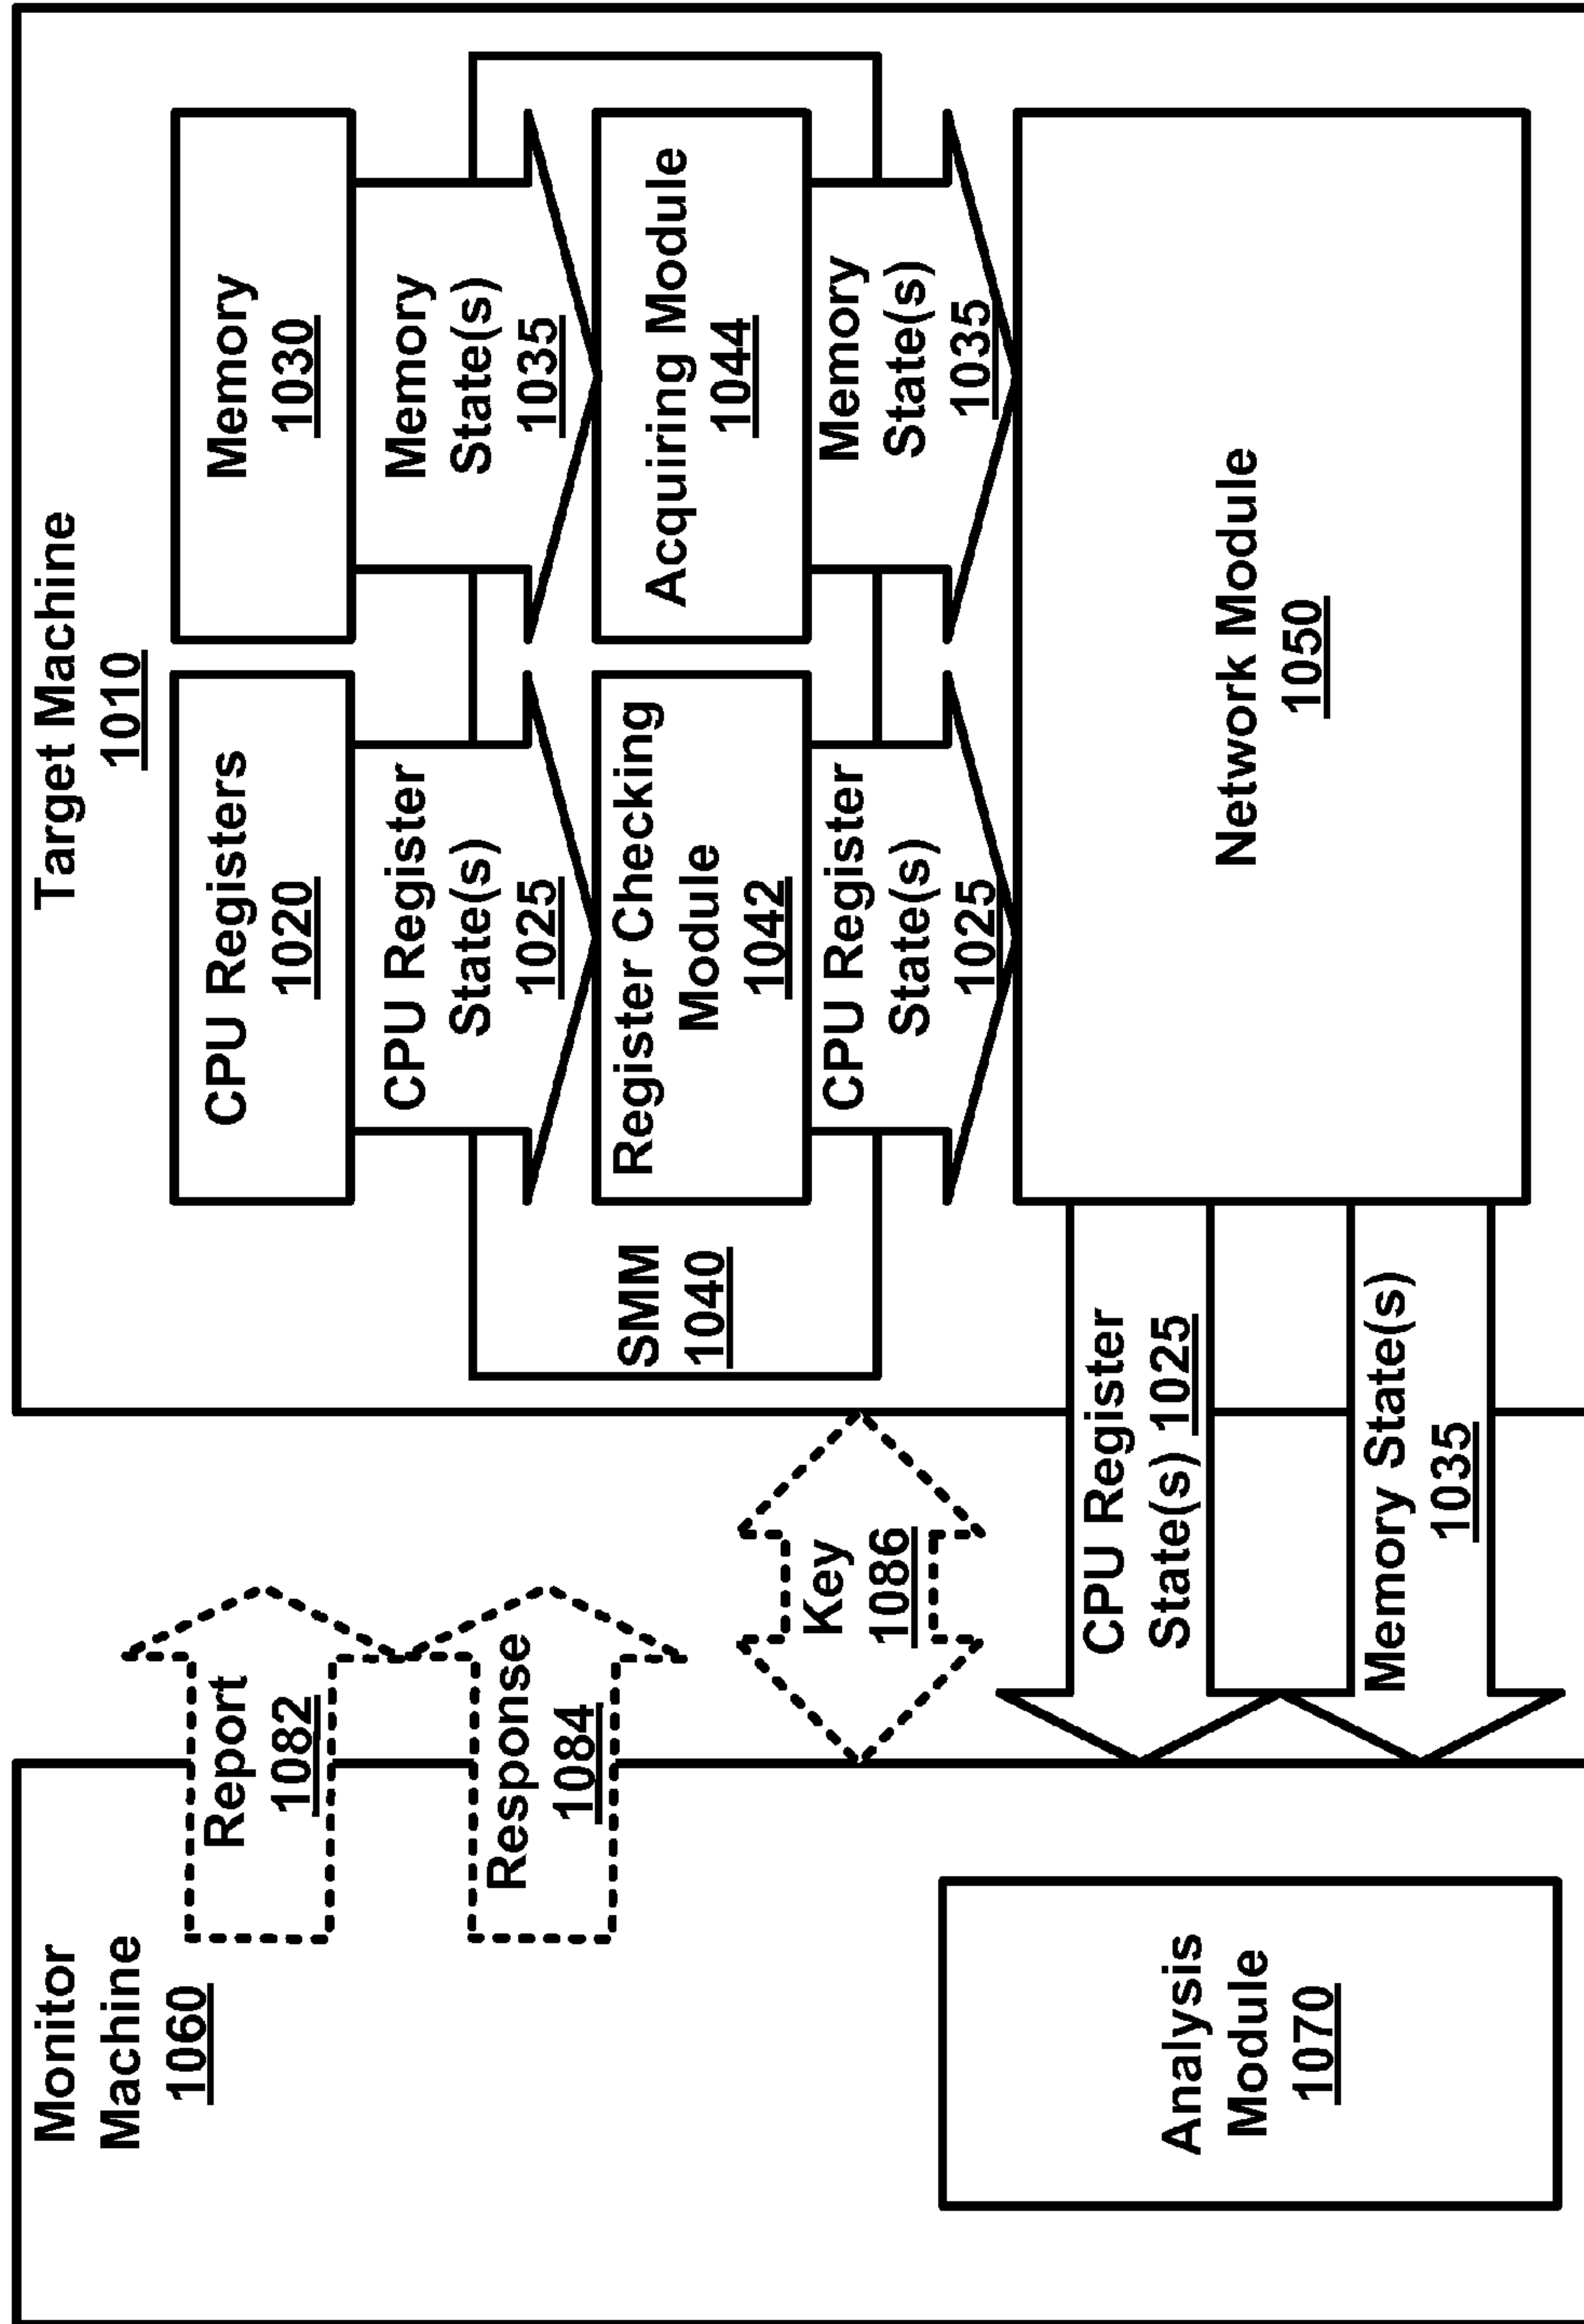 Monitor
Machine
1060
Report
1082
Response
1084
Key
1086
Analysis
Module
1070
CPU Register
State(s) 1025
Memory State(s)
1035
Target Machine
1010
CPU Registers
1020
Memory
1030
CPU Register
State(s)
1025
Memory
State(s)
1035
SMM
1040
Register Checking
Module
1042
Acquiring Module
1044
CPU Register
State(s)
1025
Memory
State(s)
1035
Network Module
1050